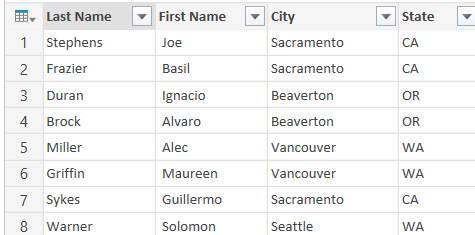 Last Name First Name City State
1 Stephens Joe Sacramento CA
2 Frazier Basil Sacramento CA
3 Duran Ignacio Beaverton OR
4 Brock Alvaro Beaverton OR
5 Miller Alec Vancouver WA
6 Griffin Maureen Vancouver WA
7 Sykes Guillermo Sacramento CA
8 Warner Solomon Seattle WA